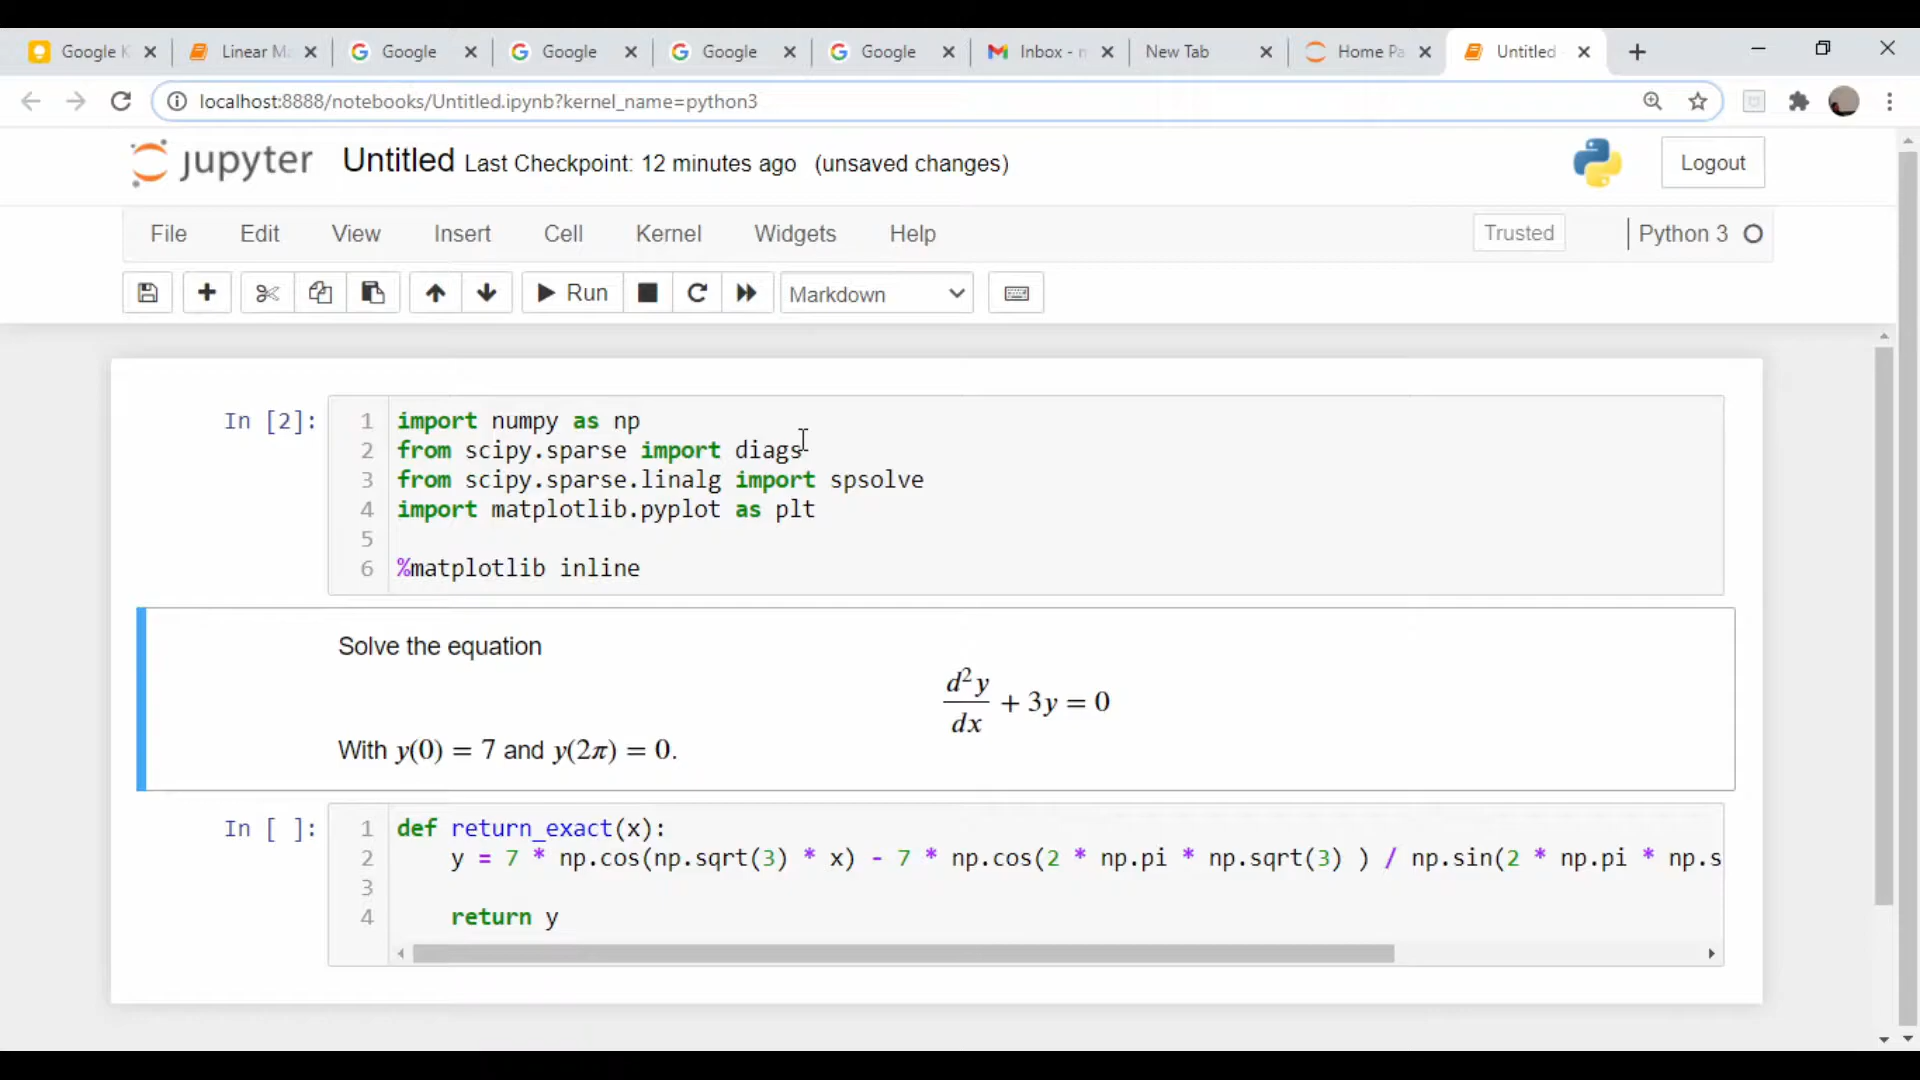 Google K
Linear Ma
Google
Google
Google
Google
Inbox - m
New Tab
Home Pa
Untitled
localhost:8888/notebooks/Untitled.ipynb?kernel_name=python3
jupyter Untitled Last Checkpoint: 12 minutes ago (unsaved changes)
Logout
File Edit View Insert Cell Kernel Widgets Help
Trusted
Python 3
Run
Markdown
In [2]:
1 import numpy as np
2 from scipy.sparse import diags
3 from scipy.sparse.linalg import spsolve
4 import matplotlib.pyplot as plt
5
6 %matplotlib inline
Solve the equation
d²y
dx
+ 3y = 0
With y(0) = 7 and y(2π) = 0.
In [ ]:
1 def return_exact(x):
2 y = 7 * np.cos(np.sqrt(3) * x) - 7 * np.cos(2 * np.pi * np.sqrt(3) ) / np.sin(2 * np.pi * np.s
3
4 return y